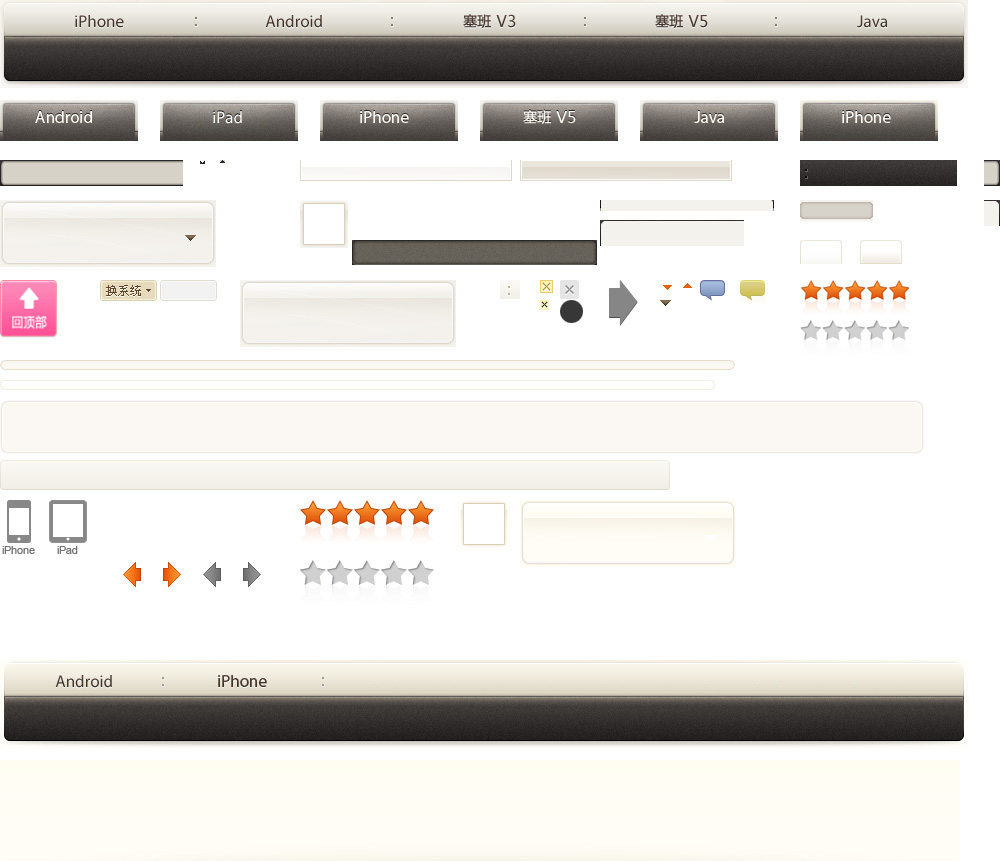 iPhone : Android : 塞班 V3 : 塞班 V5 : Java
Android iPad iPhone 塞班 V5 Java iPhone
回顶部
换系统
:
iPhone iPad
Android : iPhone :